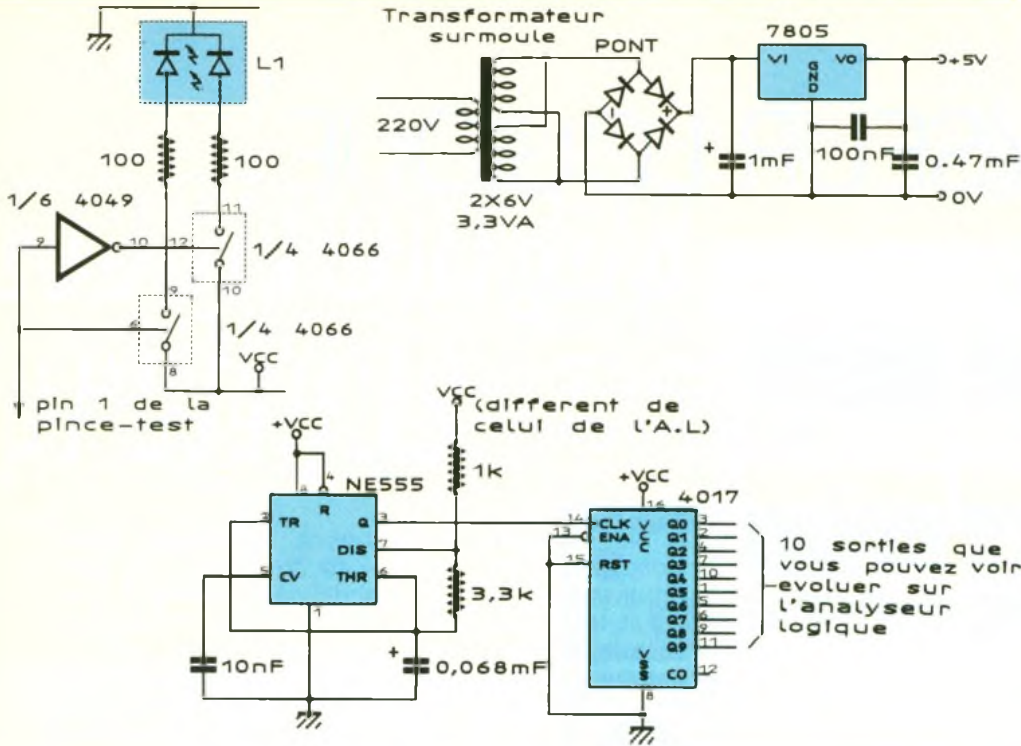 L1
100
100
1/6 4049
9
10
12
11
1/4 4066
10
9
6
1/4 4066
8
VCC
pin 1 de la
pince-test
Transformateur
surmoule
PONT
220V
2X6V
3,3VA
- +
7805
VI
VO
GND
+5V
+
1mF
100nF
0.47mF
0V
+VCC
8
4
NE555
R
TR
Q
3
DIS
7
5
CV
THR
6
1
10nF
+
0,068mF
VCC
(different de
celui de l'A.L)
1k
3,3k
+VCC
16
4017
14
CLK
13
ENA
15
RST
VCC
VSS
8
Q0
3
Q1
2
Q2
4
Q3
7
Q4
10
Q5
1
Q6
5
Q7
6
Q8
9
Q9
11
CO
12
10 sorties que
vous pouvez voir
evoluer sur
l'analyseur
logique